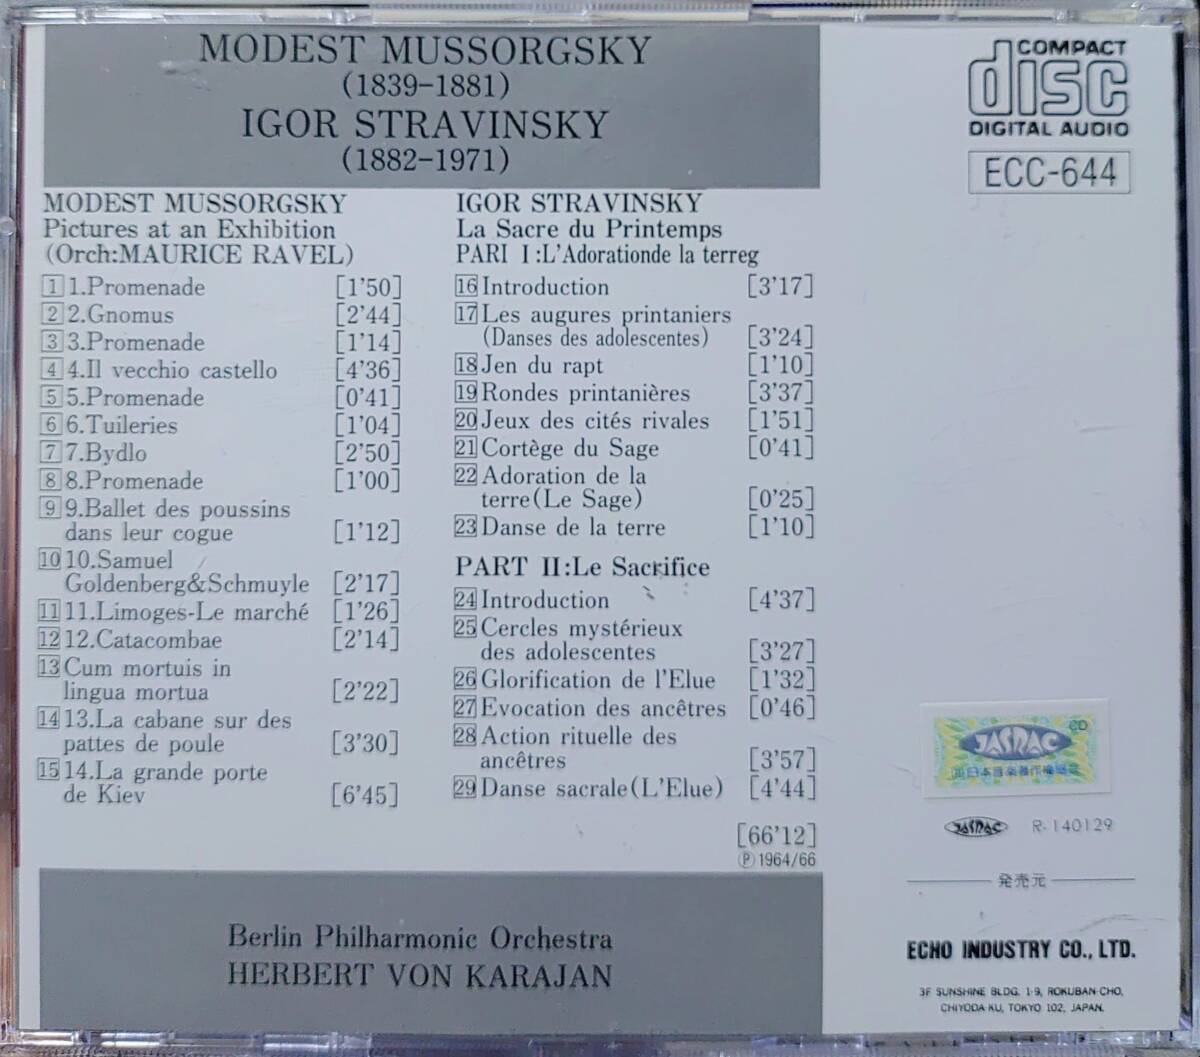 MODEST MUSSORGSKY
(1839-1881)
IGOR STRAVINSKY
(1882-1971)
MODEST MUSSORGSKY
Pictures at an Exhibition
(Orch:MAURICE RAVEL)
1 1.Promenade [1'50]
2 2.Gnomus [2'44]
3 3.Promenade [1'14]
4 4.Il vecchio castello [4'36]
5 5.Promenade [0'41]
6 6.Tuileries [1'04]
7 7.Bydlo [2'50]
8 8.Promenade [1'00]
9 9.Ballet des poussins
dans leur cogue [1'12]
10 10.Samuel
Goldenberg&Schmuyle [2'17]
11 11.Limoges-Le marché [1'26]
12 12.Catacombae [2'14]
13 Cum mortuis in
lingua mortua [2'22]
14 13.La cabane sur des
pattes de poule [3'30]
15 14.La grande porte
de Kiev [6'45]
IGOR STRAVINSKY
La Sacre du Printemps
PARI I:L'Adorationde la terreg
16 Introduction [3'17]
17 Les augures printaniers
(Danses des adolescentes) [3'24]
18 Jen du rapt [1'10]
19 Rondes printanières [3'37]
20 Jeux des cités rivales [1'51]
21 Cortège du Sage [0'41]
22 Adoration de la
terre(Le Sage) [0'25]
23 Danse de la terre [1'10]
PART II:Le Sacrifice
24 Introduction [4'37]
25 Cercles mystérieux
des adolescentes [3'27]
26 Glorification de l'Elue [1'32]
27 Evocation des ancêtres [0'46]
28 Action rituelle des
ancêtres [3'57]
29 Danse sacrale(L'Elue) [4'44]
[66'12]
Ⓟ1964/66
Berlin Philharmonic Orchestra
HERBERT VON KARAJAN
COMPACT
disc
DIGITAL AUDIO
ECC-644
CD
JASRAC
JASRAC R-140129
発売元
ECHO INDUSTRY CO., LTD.
3F SUNSHINE BLDG. 1-9, ROKUBAN-CHO,
CHIYODA-KU, TOKYO 102, JAPAN.